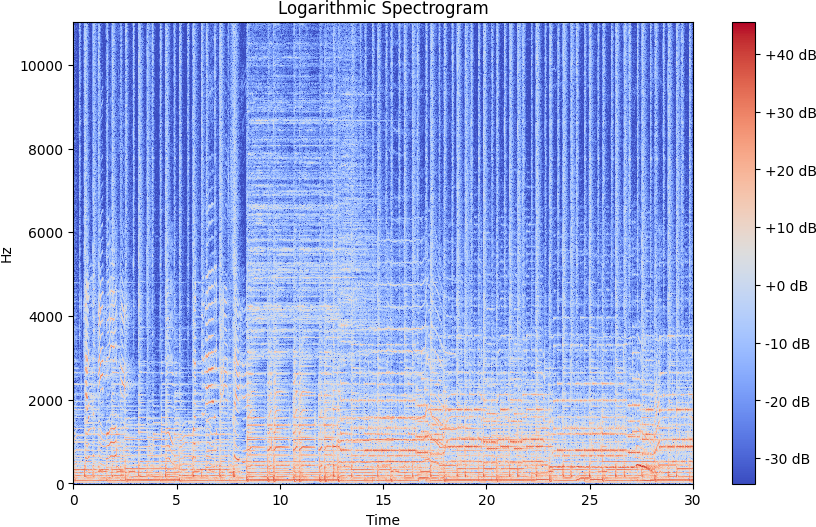 Logarithmic Spectrogram
Hz
10000
8000
6000
4000
2000
0
0 5 10 15 20 25 30
Time
+40 dB
+30 dB
+20 dB
+10 dB
+0 dB
-10 dB
-20 dB
-30 dB